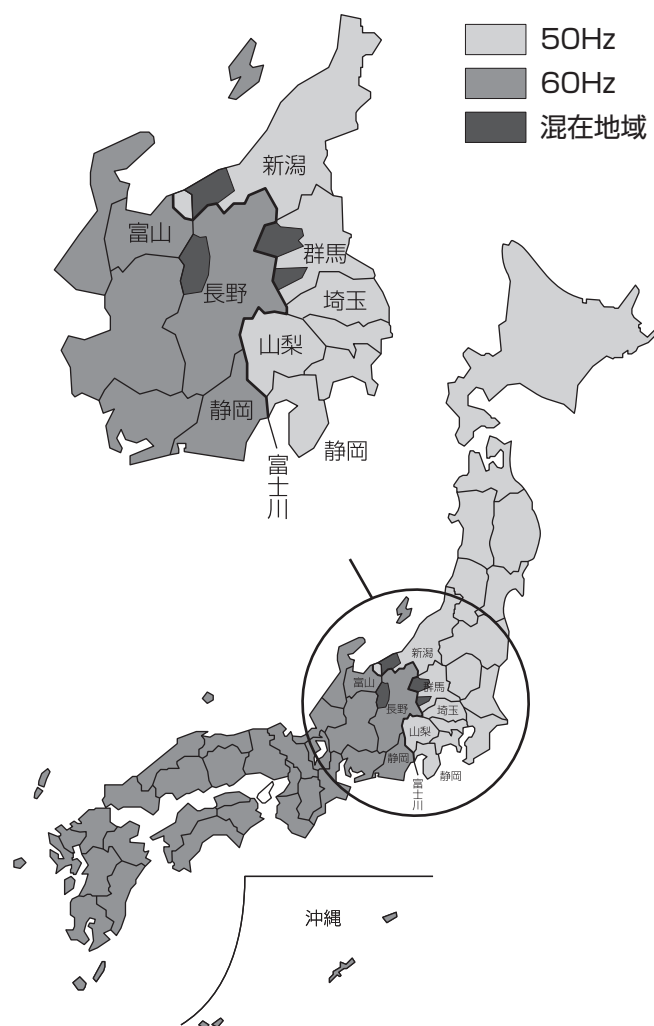 50Hz
60Hz
混在地域
新潟
富山
群馬
長野
埼玉
山梨
静岡
静岡
富士川
新潟
富山
群馬
長野
埼玉
山梨
静岡
静岡
富士川
沖縄